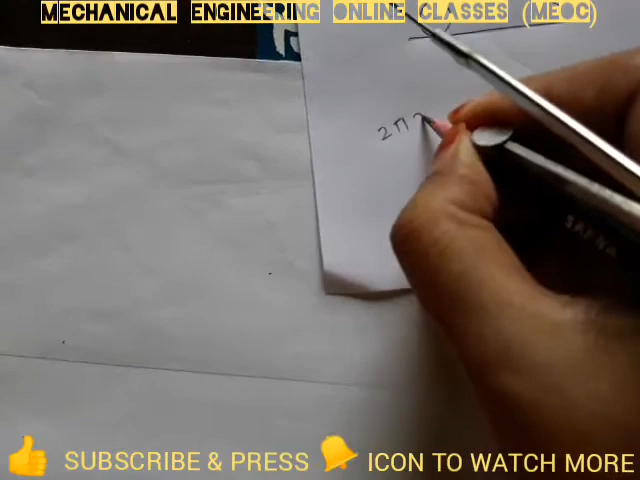 MECHANICAL ENGINEERING ONLINE CLASSES (MEOC)
2π
SUBSCRIBE & PRESS ICON TO WATCH MORE